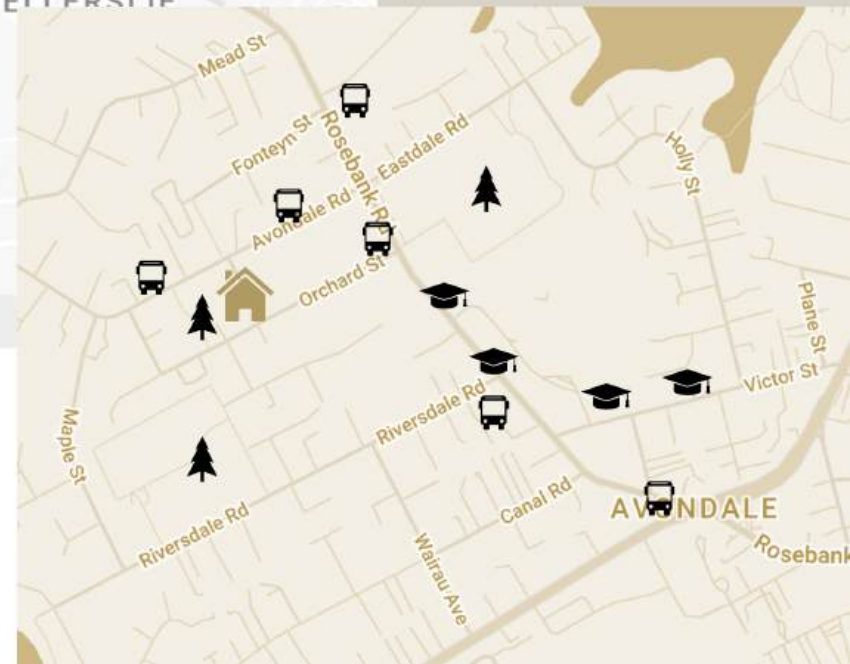 ELLERSLIE
Mead St
Fonteyn St
Rosebank Rd
Eastdale Rd
Holly St
Avondale Rd
Orchard St
Plane St
Victor St
Riversdale Rd
Maple St
Canal Rd
AVONDALE
Riversdale Rd
Wairau Ave
Rosebank